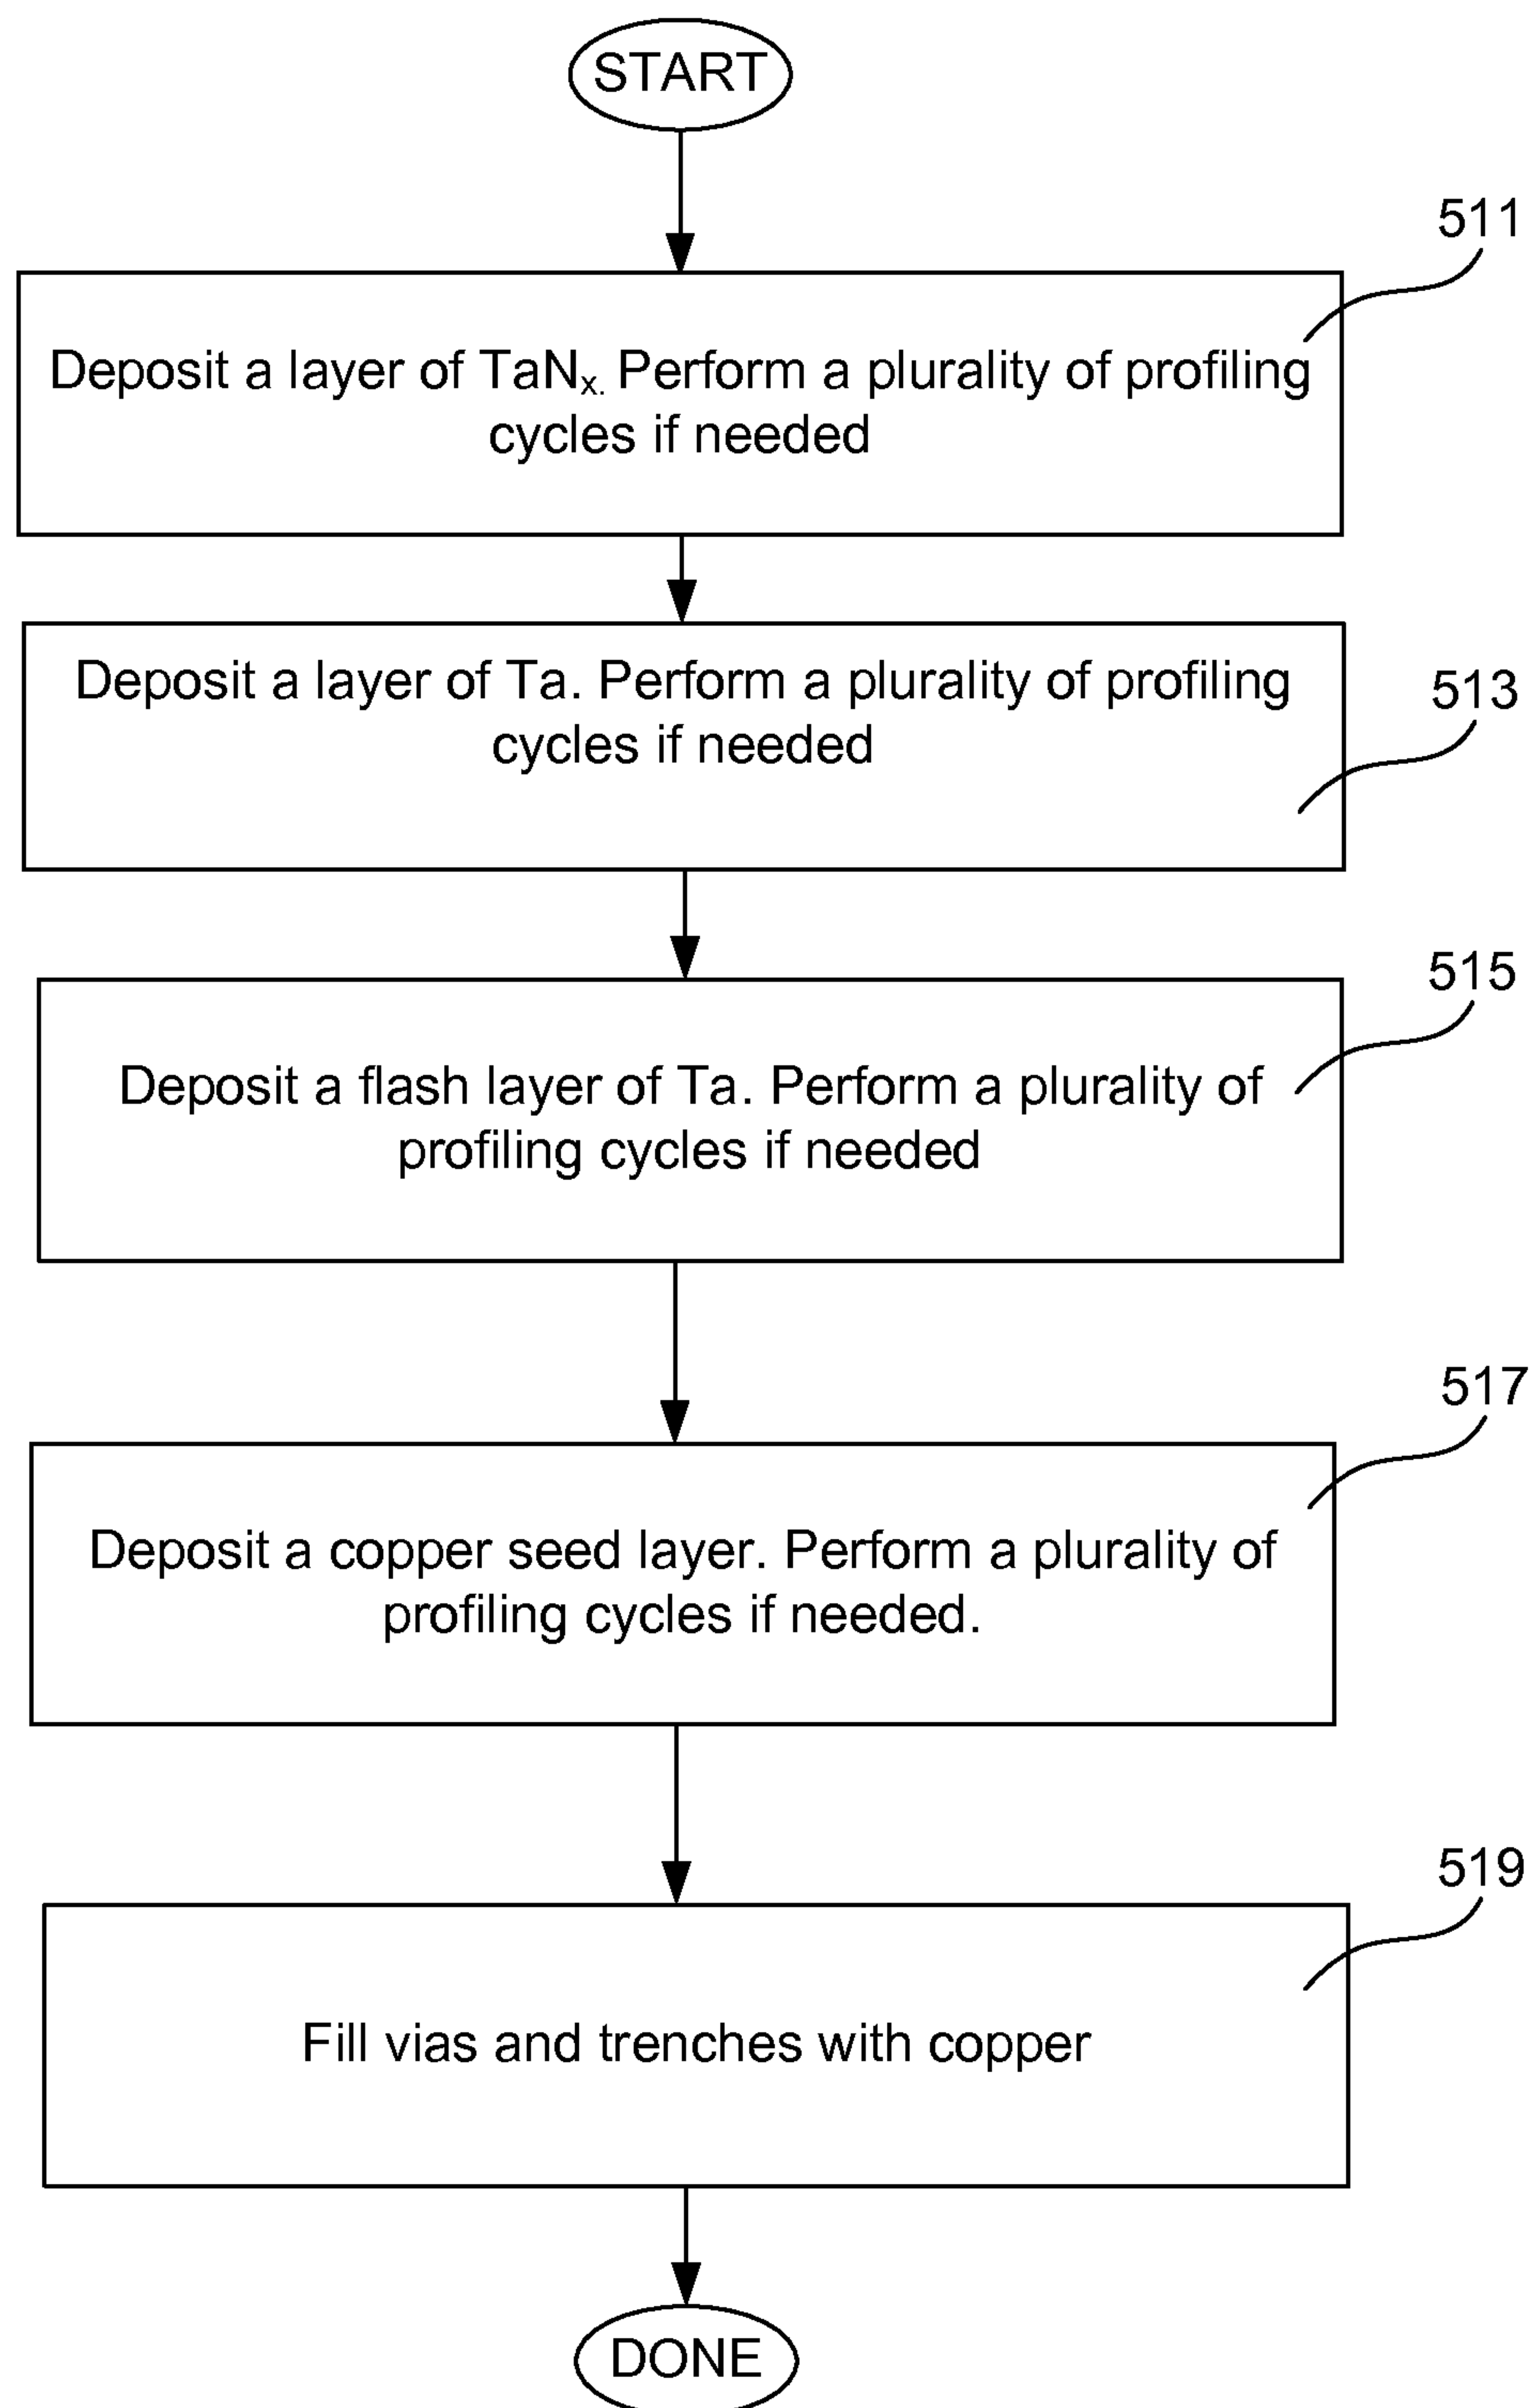 START
511
Deposit a layer of TaNx. Perform a plurality of profiling
cycles if needed
Deposit a layer of Ta. Perform a plurality of profiling
cycles if needed
513
515
Deposit a flash layer of Ta. Perform a plurality of
profiling cycles if needed
517
Deposit a copper seed layer. Perform a plurality of
profiling cycles if needed.
519
Fill vias and trenches with copper
DONE